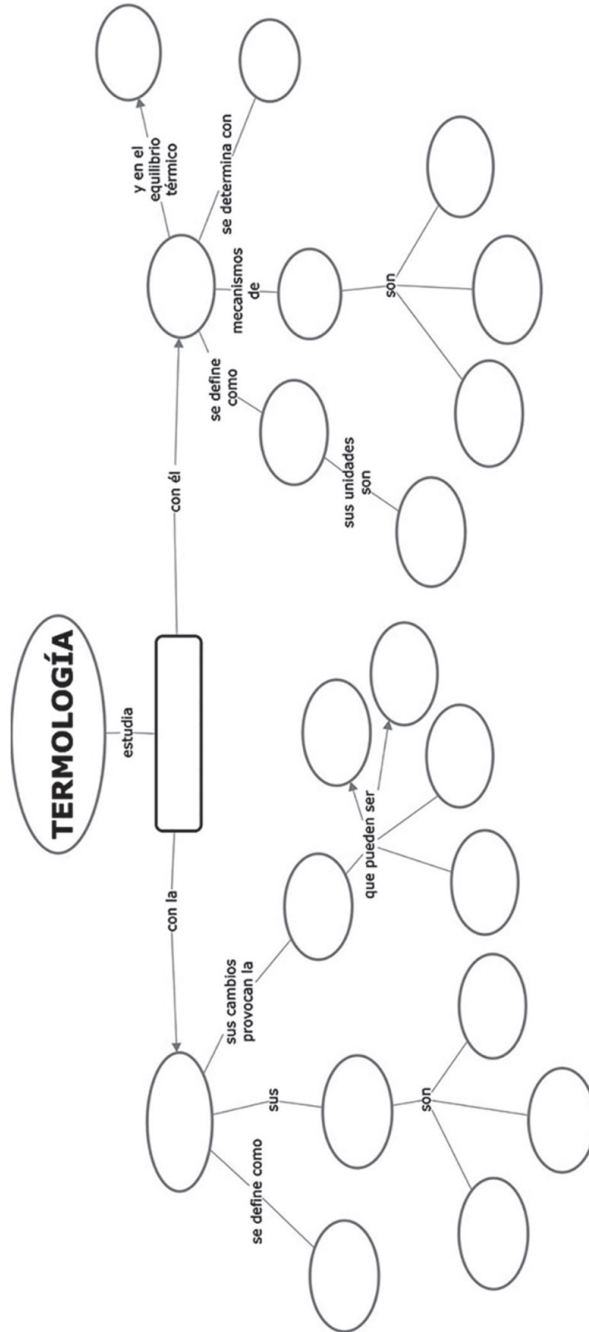 TERMOLOGÍA
estudia
con la
con él
se define como
sus
son
sus cambios
provocan la
que pueden ser
se define
como
sus unidades
son
mecanismos
de
son
se determina con
y en el
equilibrio
térmico